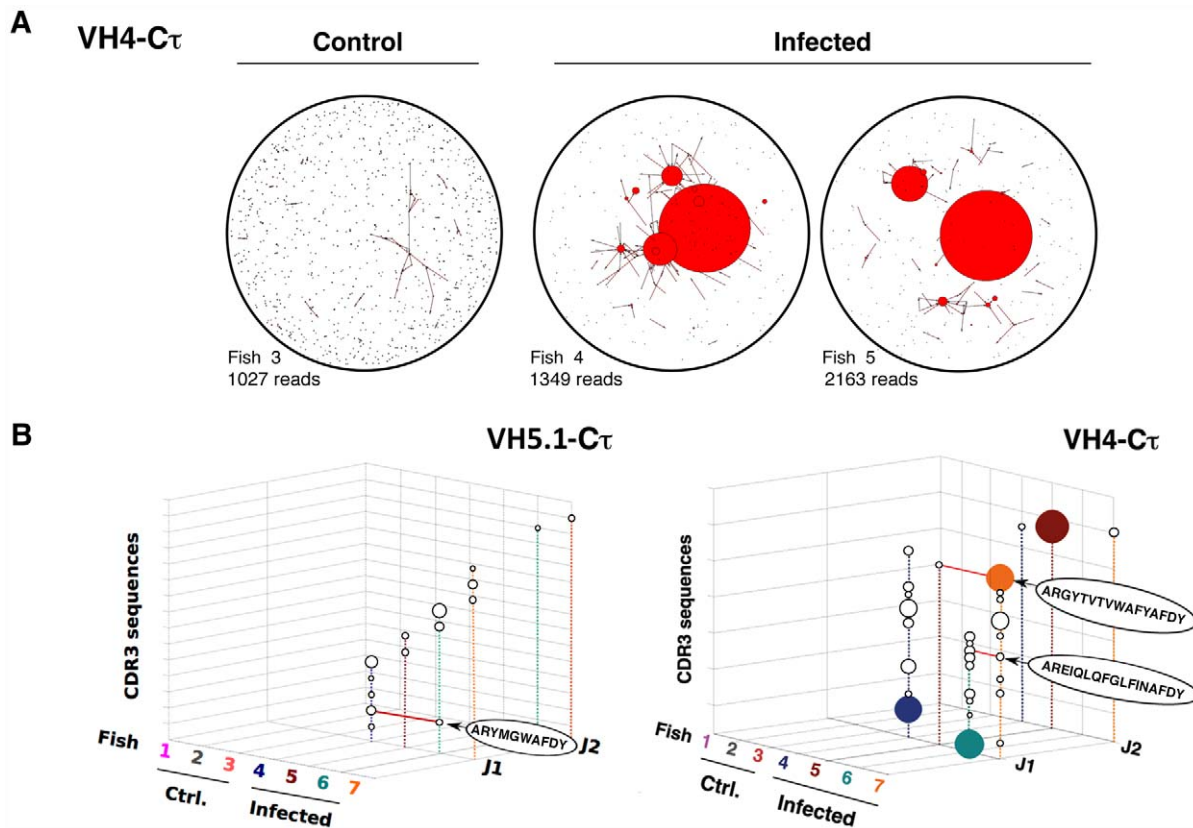 A
VH4-Cτ
Control
Infected
Fish 3
1027 reads
Fish 4
1349 reads
Fish 5
2163 reads
B
VH5.1-Cτ
CDR3 sequences
ARYMGWAFDY
J2
J1
Fish
1 2 3 4 5 6 7
Ctrl.
Infected
VH4-Cτ
CDR3 sequences
ARGYTVTVWAFYAFDY
AREIQLQFGLFINAFDY
J2
J1
Fish
1 2 3 4 5 6 7
Ctrl.
Infected